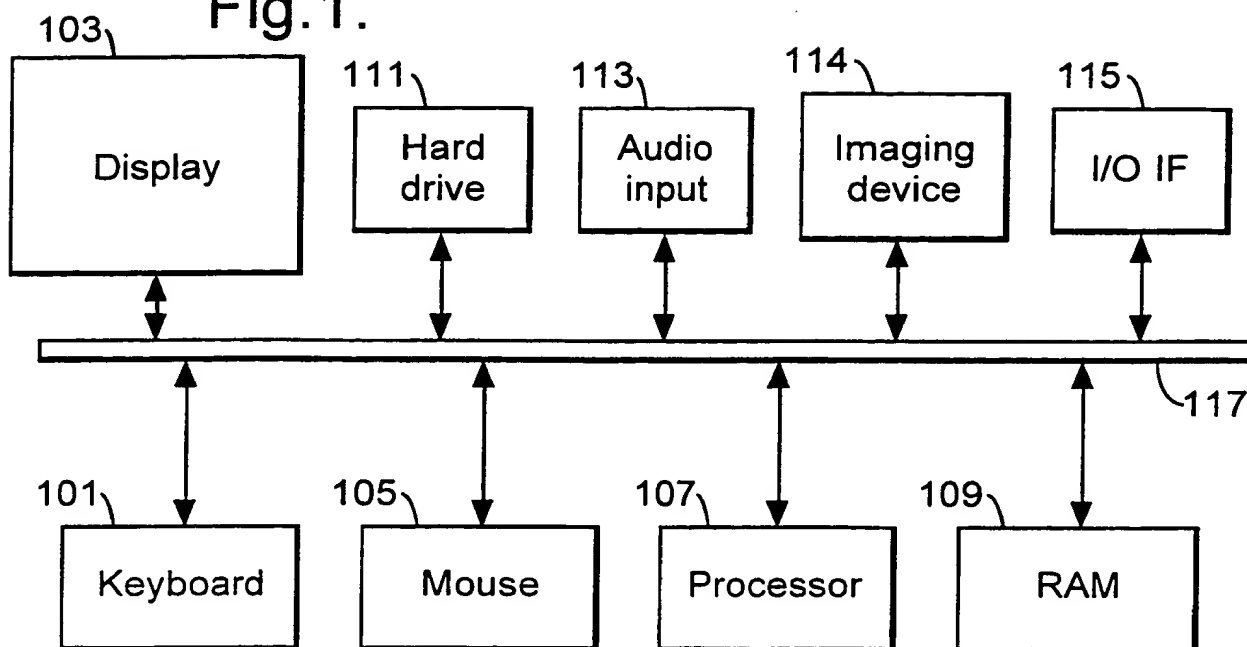 Fig.1.
103
111
113
114
115
Display
Hard
drive
Audio
input
Imaging
device
I/O IF
117
101
105
107
109
Keyboard
Mouse
Processor
RAM